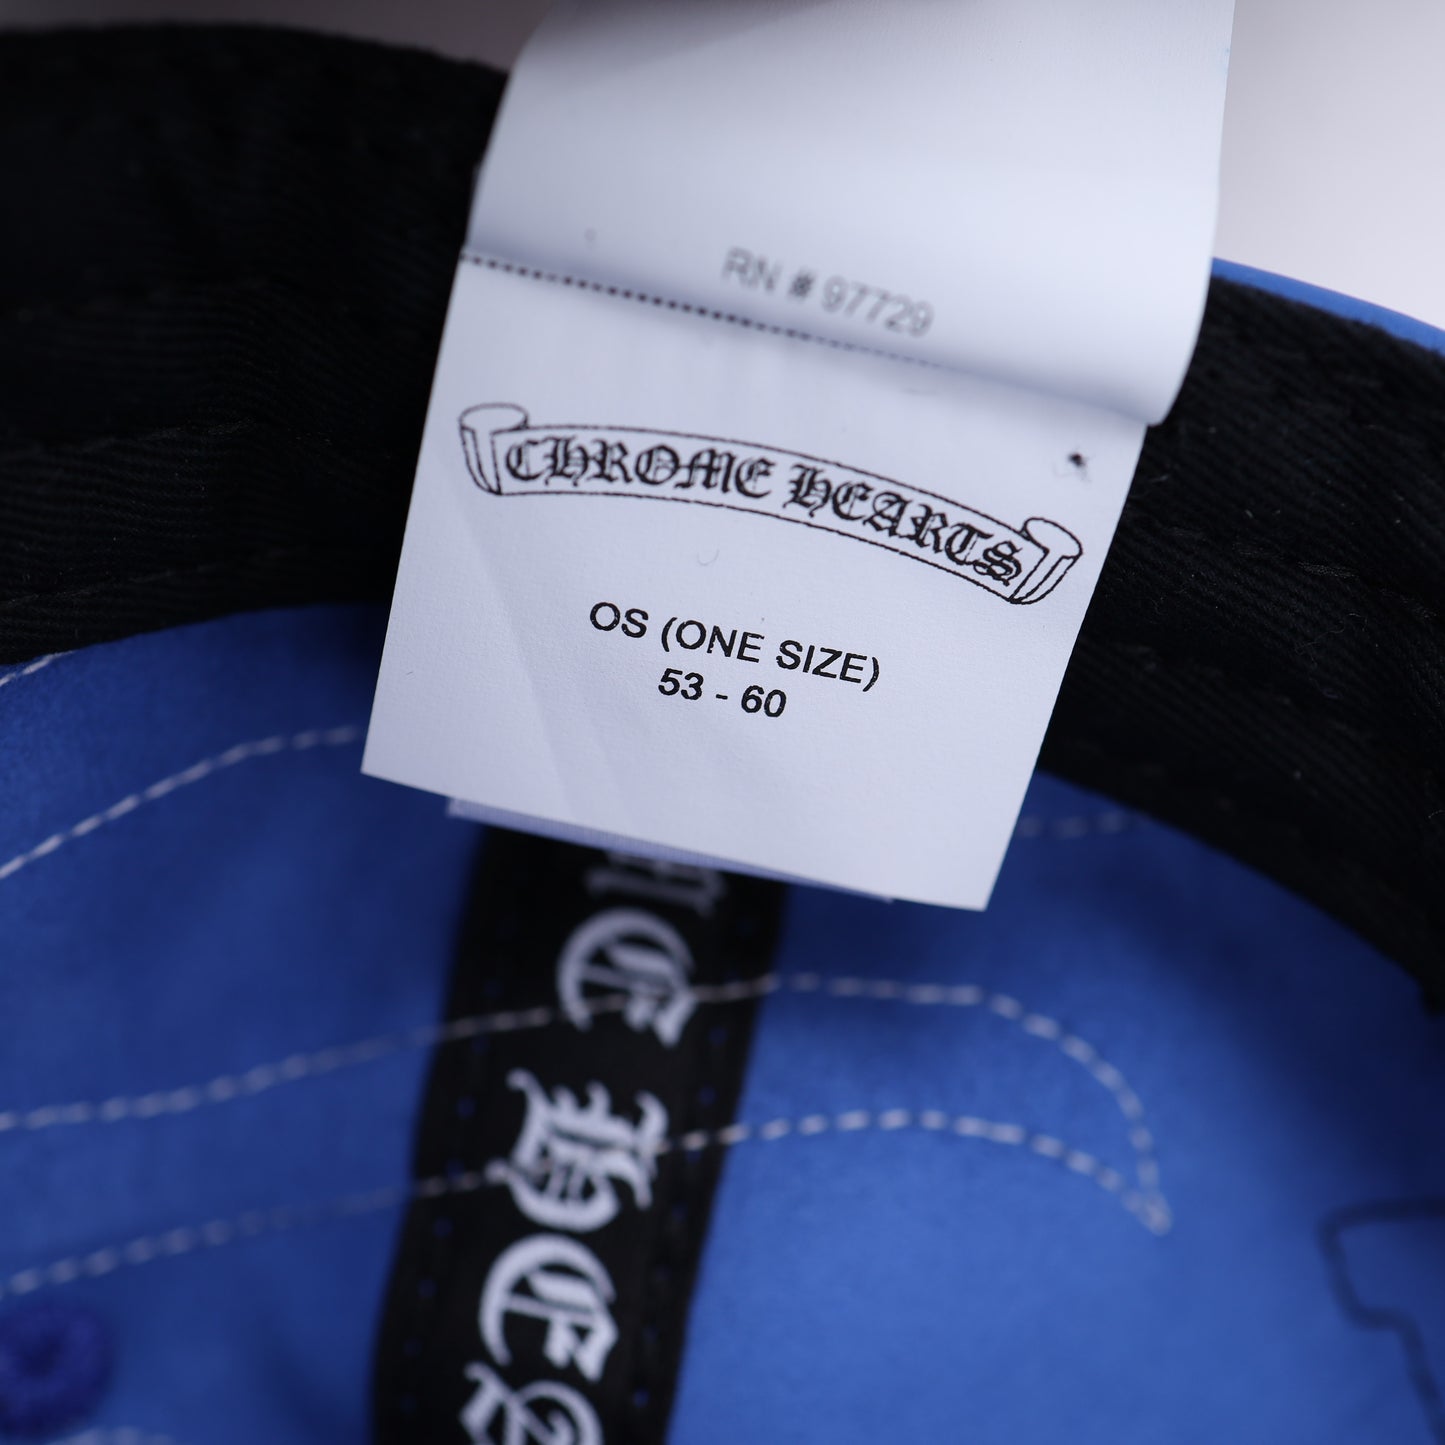 RN # 97729
CHROME HEARTS
OS (ONE SIZE)
53 - 60